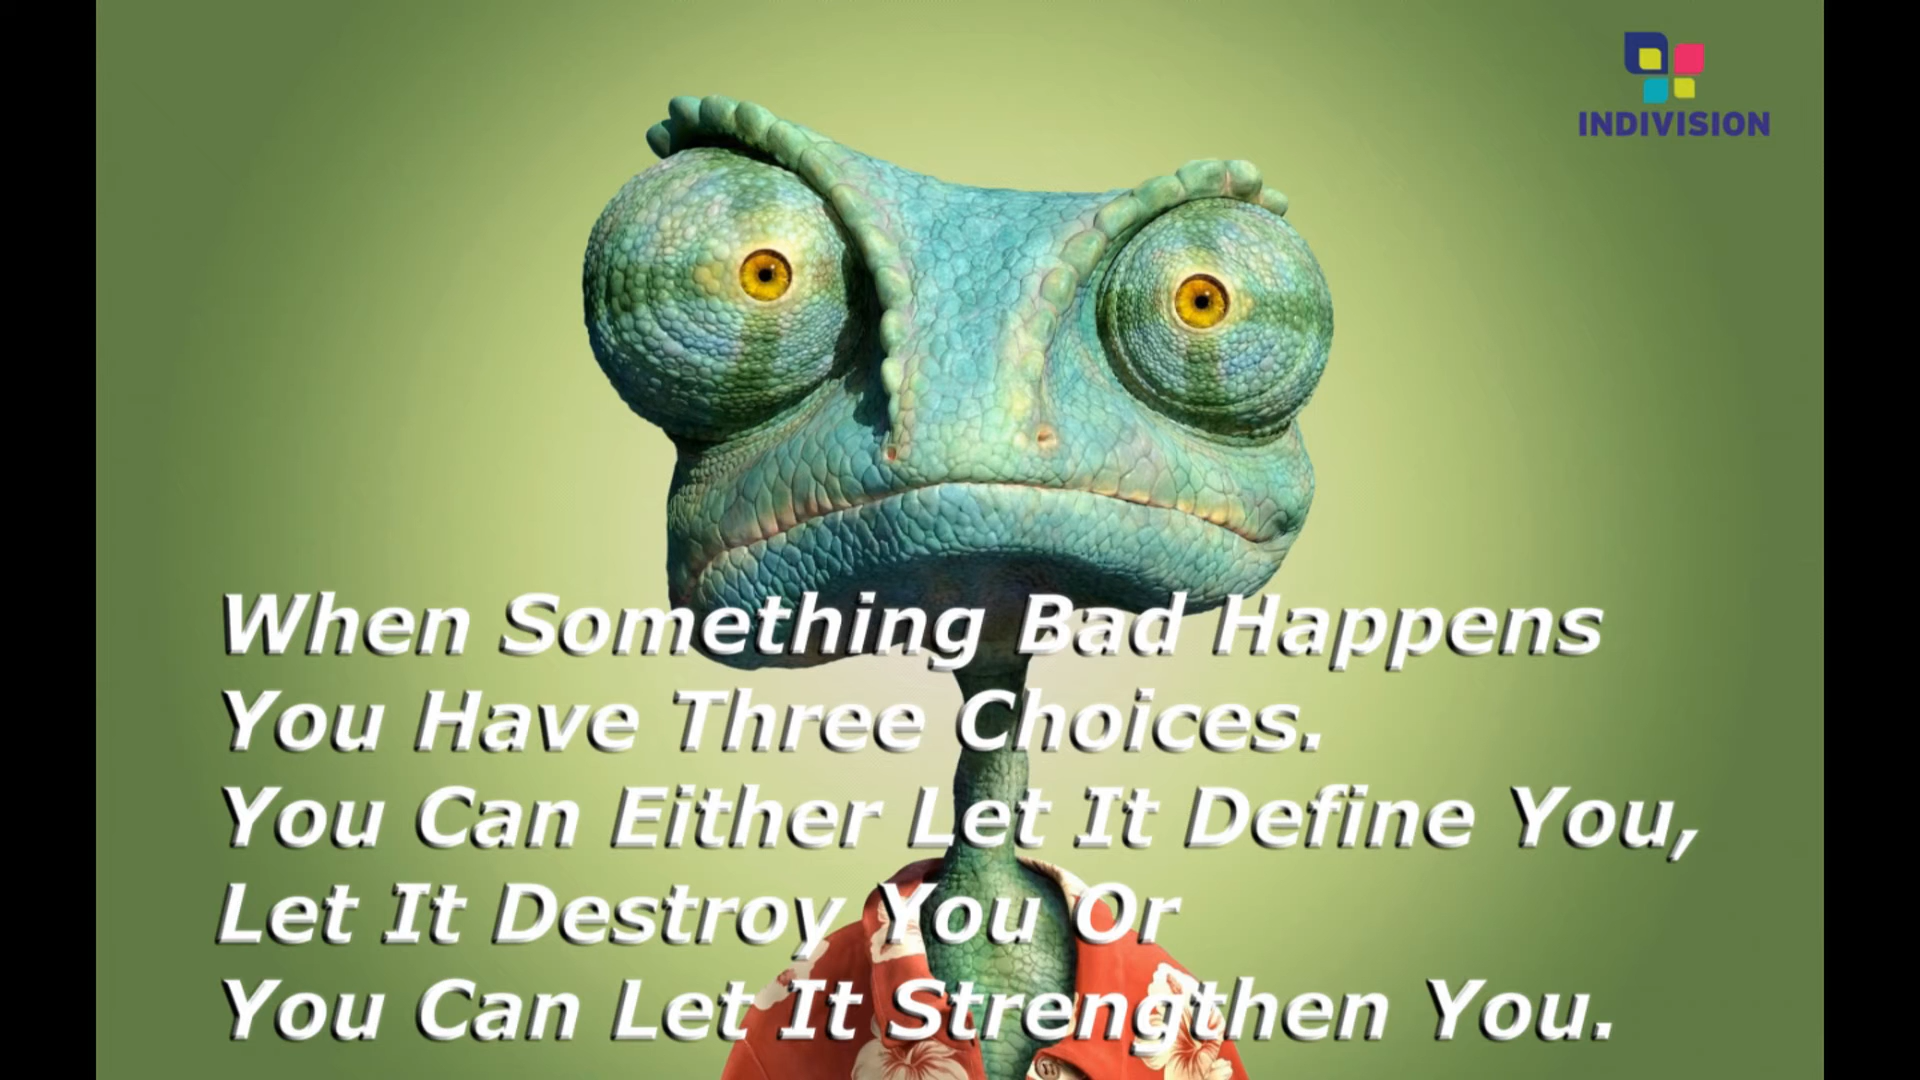 INDIVISION
When Something Bad Happens
You Have Three Choices.
You Can Either Let It Define You,
Let It Destroy You Or
You Can Let It Strengthen You.